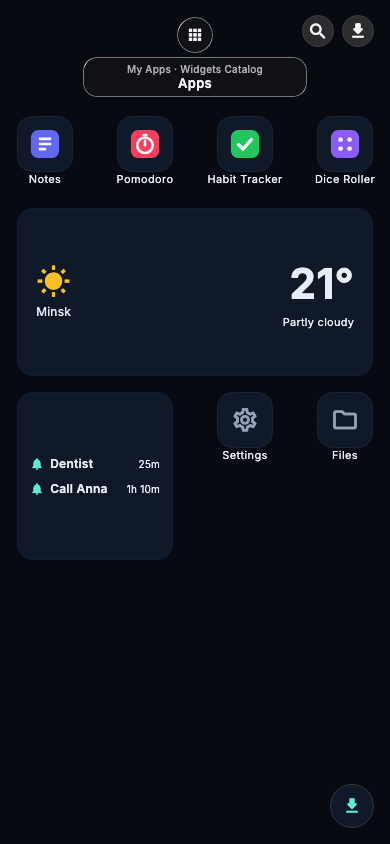 My Apps · Widgets Catalog
Apps
Notes
Pomodoro
Habit Tracker
Dice Roller
21°
Minsk
Partly cloudy
Dentist 25m
Call Anna 1h 10m
Settings
Files